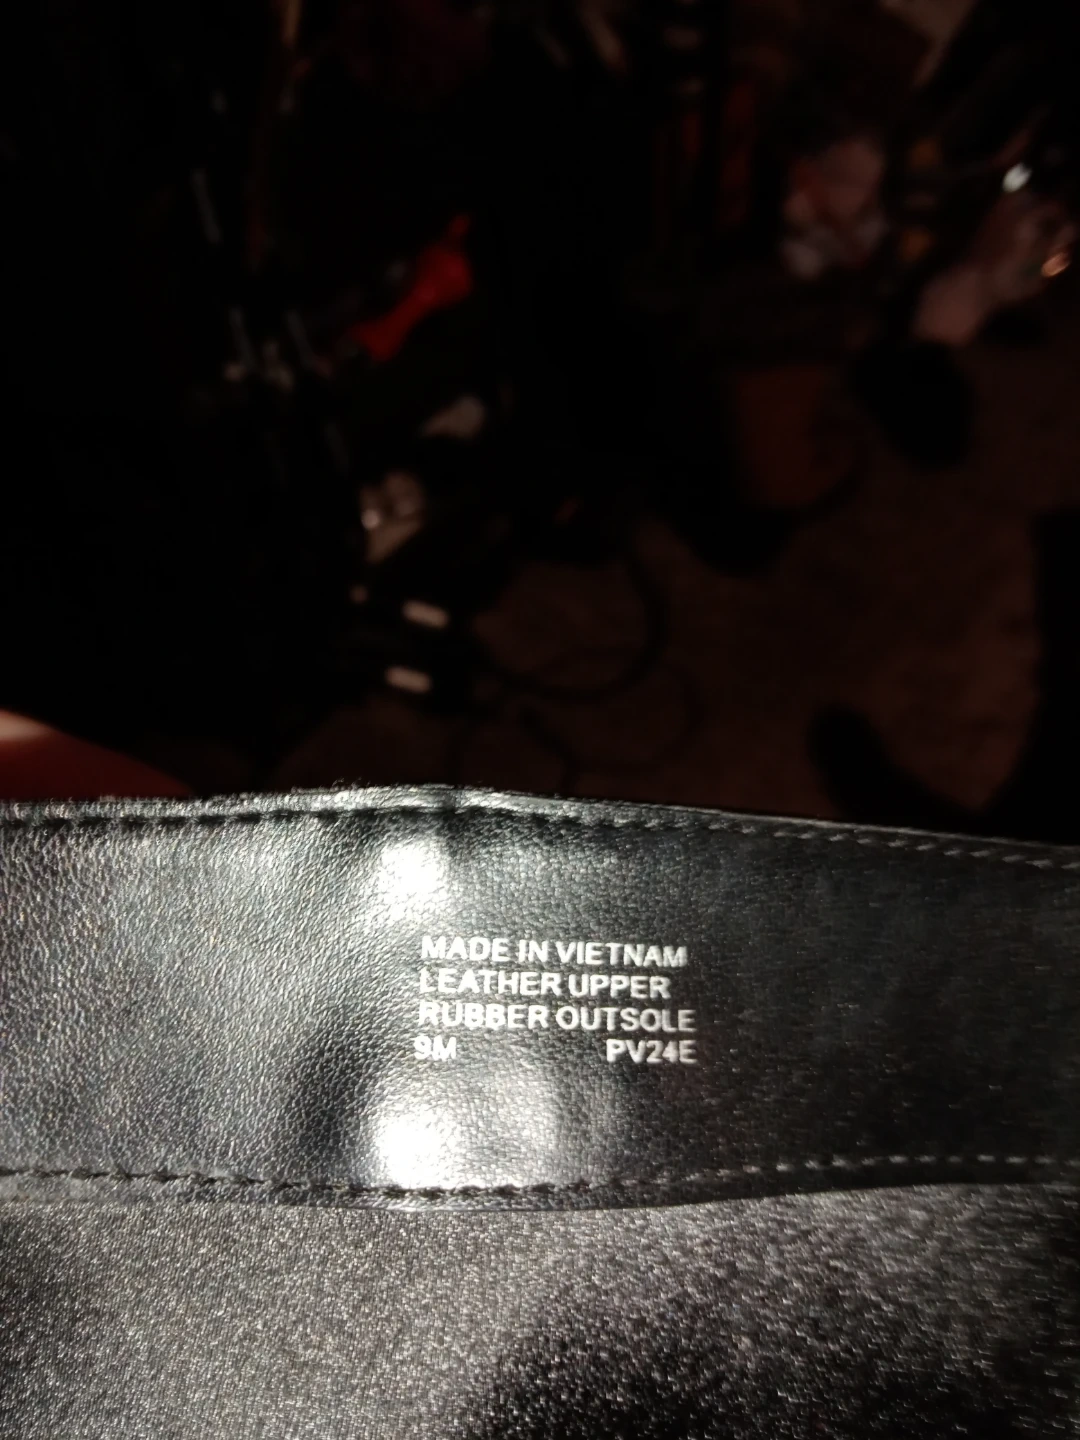 MADE IN VIETNAM
LEATHER UPPER
RUBBER OUTSOLE
9M PV24E